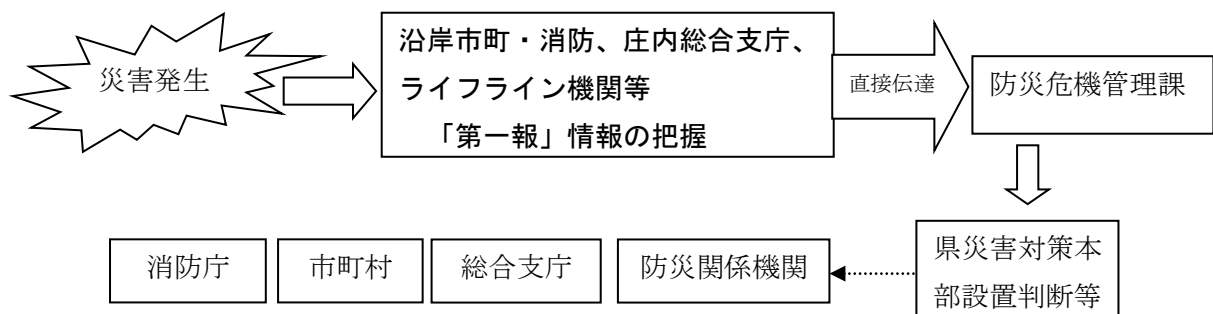 災害発生
沿岸市町・消防、庄内総合支庁、
ライフライン機関等
「第一報」情報の把握
直接伝達
防災危機管理課
県災害対策本
部設置判断等
防災関係機関
総合支庁
市町村
消防庁